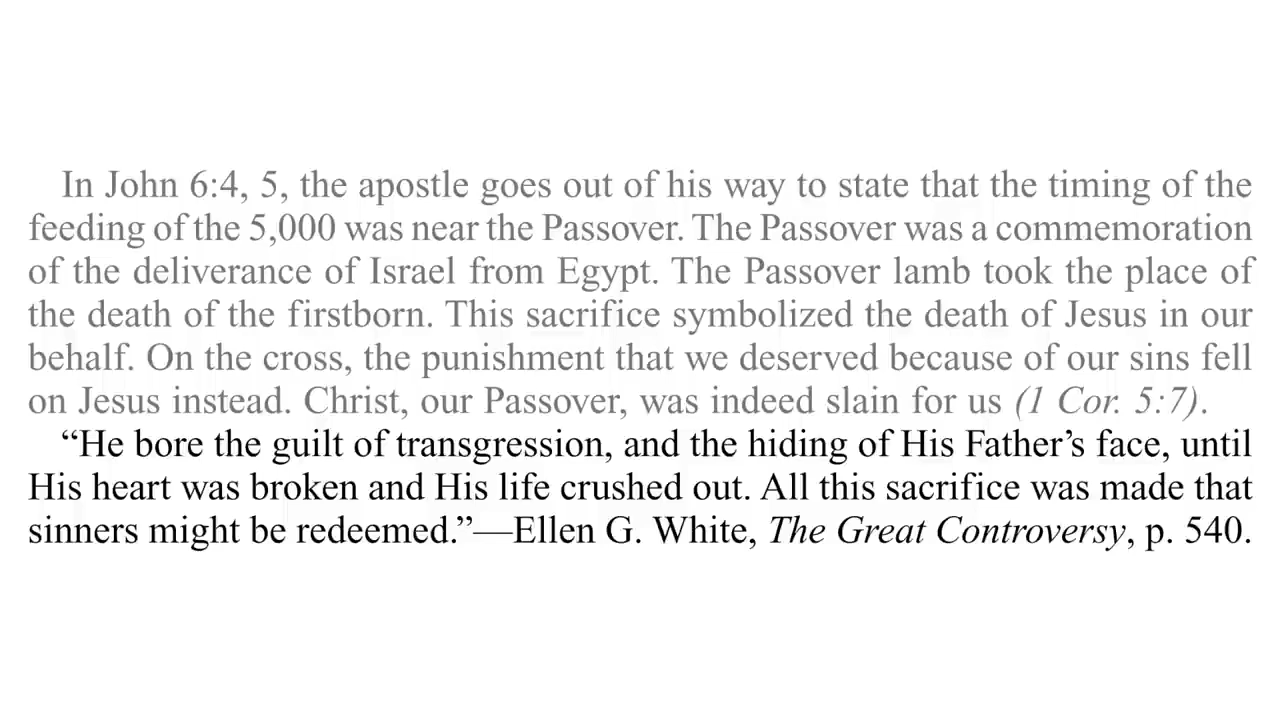 In John 6:4, 5, the apostle goes out of his way to state that the timing of the
feeding of the 5,000 was near the Passover. The Passover was a commemoration
of the deliverance of Israel from Egypt. The Passover lamb took the place of
the death of the firstborn. This sacrifice symbolized the death of Jesus in our
behalf. On the cross, the punishment that we deserved because of our sins fell
on Jesus instead. Christ, our Passover, was indeed slain for us (1 Cor. 5:7).
“He bore the guilt of transgression, and the hiding of His Father’s face, until
His heart was broken and His life crushed out. All this sacrifice was made that
sinners might be redeemed.”—Ellen G. White, The Great Controversy, p. 540.